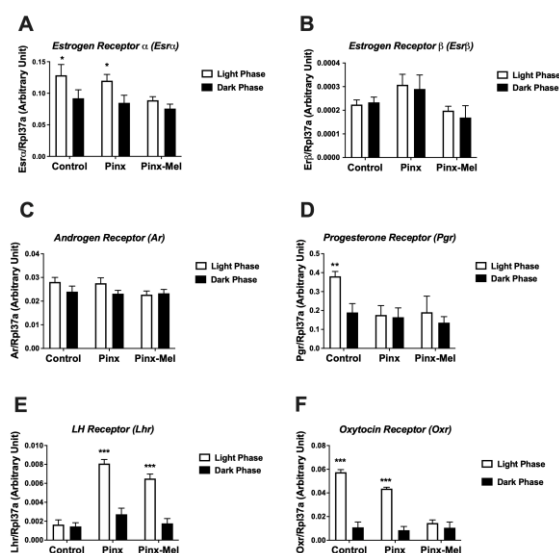 A
Estrogen Receptor α (Esrα)
Esrα/Rpl37a (Arbitrary Unit)
0.15
0.10
0.05
0.00
*
*
Control
Pinx
Pinx-Mel
Light Phase
Dark Phase
B
Estrogen Receptor β (Esrβ)
Erβ/Rpl37a (Arbitrary Unit)
0.0004
0.0003
0.0002
0.0001
0.0000
Control
Pinx
Pinx-Mel
Light Phase
Dark Phase
C
Androgen Receptor (Ar)
Ar/Rpl37a (Arbitrary Unit)
0.04
0.03
0.02
0.01
0.00
Control
Pinx
Pinx-Mel
Light Phase
Dark Phase
D
Progesterone Receptor (Pgr)
Pgr/Rpl37a (Arbitrary Unit)
0.5
0.4
0.3
0.2
0.1
0.0
**
Control
Pinx
Pinx-Mel
Light Phase
Dark Phase
E
LH Receptor (Lhr)
Lhr/Rpl37a (Arbitrary Unit)
0.010
0.008
0.006
0.004
0.002
0.000
***
***
Control
Pinx
Pinx-Mel
Light Phase
Dark Phase
F
Oxytocin Receptor (Oxr)
Oxr/Rpl37a (Arbitrary Unit)
0.08
0.06
0.04
0.02
0.00
***
***
Control
Pinx
Pinx-Mel
Light Phase
Dark Phase